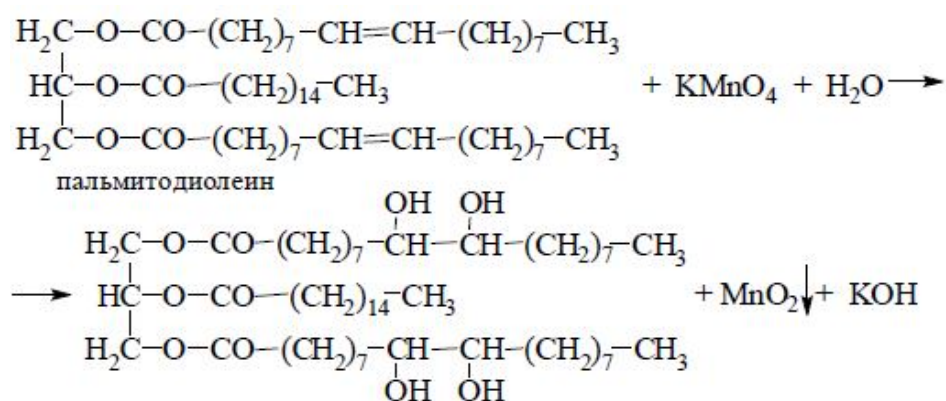 H₂C–O–CO–(CH₂)₇–CH=CH–(CH₂)₇–CH₃
HC–O–CO–(CH₂)₁₄–CH₃ + KMnO₄ + H₂O ⟶
H₂C–O–CO–(CH₂)₇–CH=CH–(CH₂)₇–CH₃
пальмитодиолеин
OH OH
H₂C–O–CO–(CH₂)₇–CH–CH–(CH₂)₇–CH₃
⟶ HC–O–CO–(CH₂)₁₄–CH₃ + MnO₂↓ + KOH
H₂C–O–CO–(CH₂)₇–CH–CH–(CH₂)₇–CH₃
OH OH